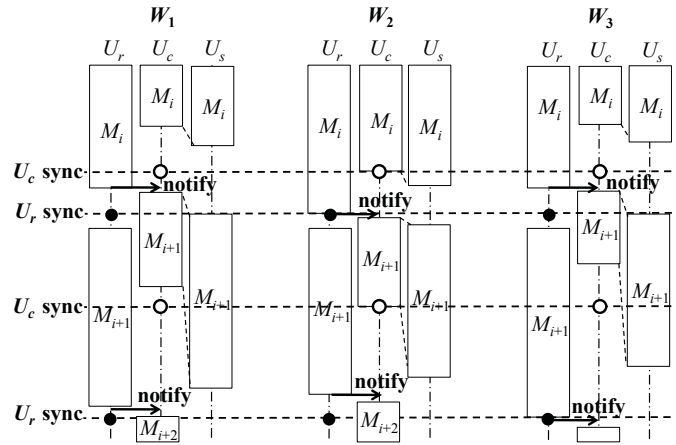 W1 W2 W3
Ur Uc Us Ur Uc Us Ur Uc Us
Mi Mi Mi Mi Mi Mi Mi Mi Mi
Uc sync
notify notify
Ur sync notify
Mi+1 Mi+1 Mi+1
Mi+1 Mi+1 Mi+1 Mi+1 Mi+1 Mi+1
Uc sync
notify notify notify
Ur sync
Mi+2 Mi+2